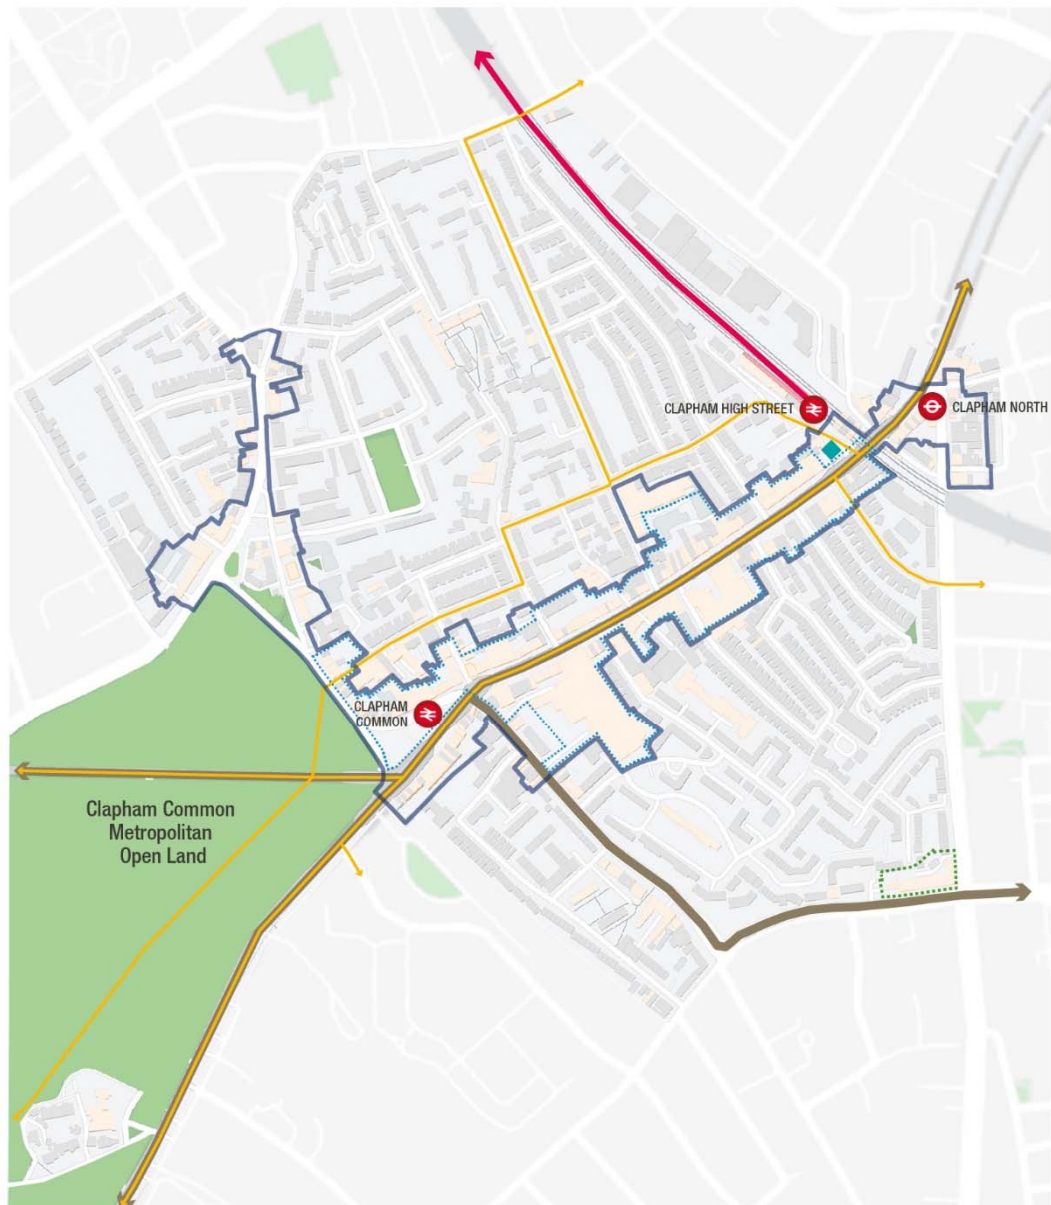 CLAPHAM HIGH STREET
CLAPHAM NORTH
CLAPHAM
COMMON
Clapham Common
Metropolitan
Open Land